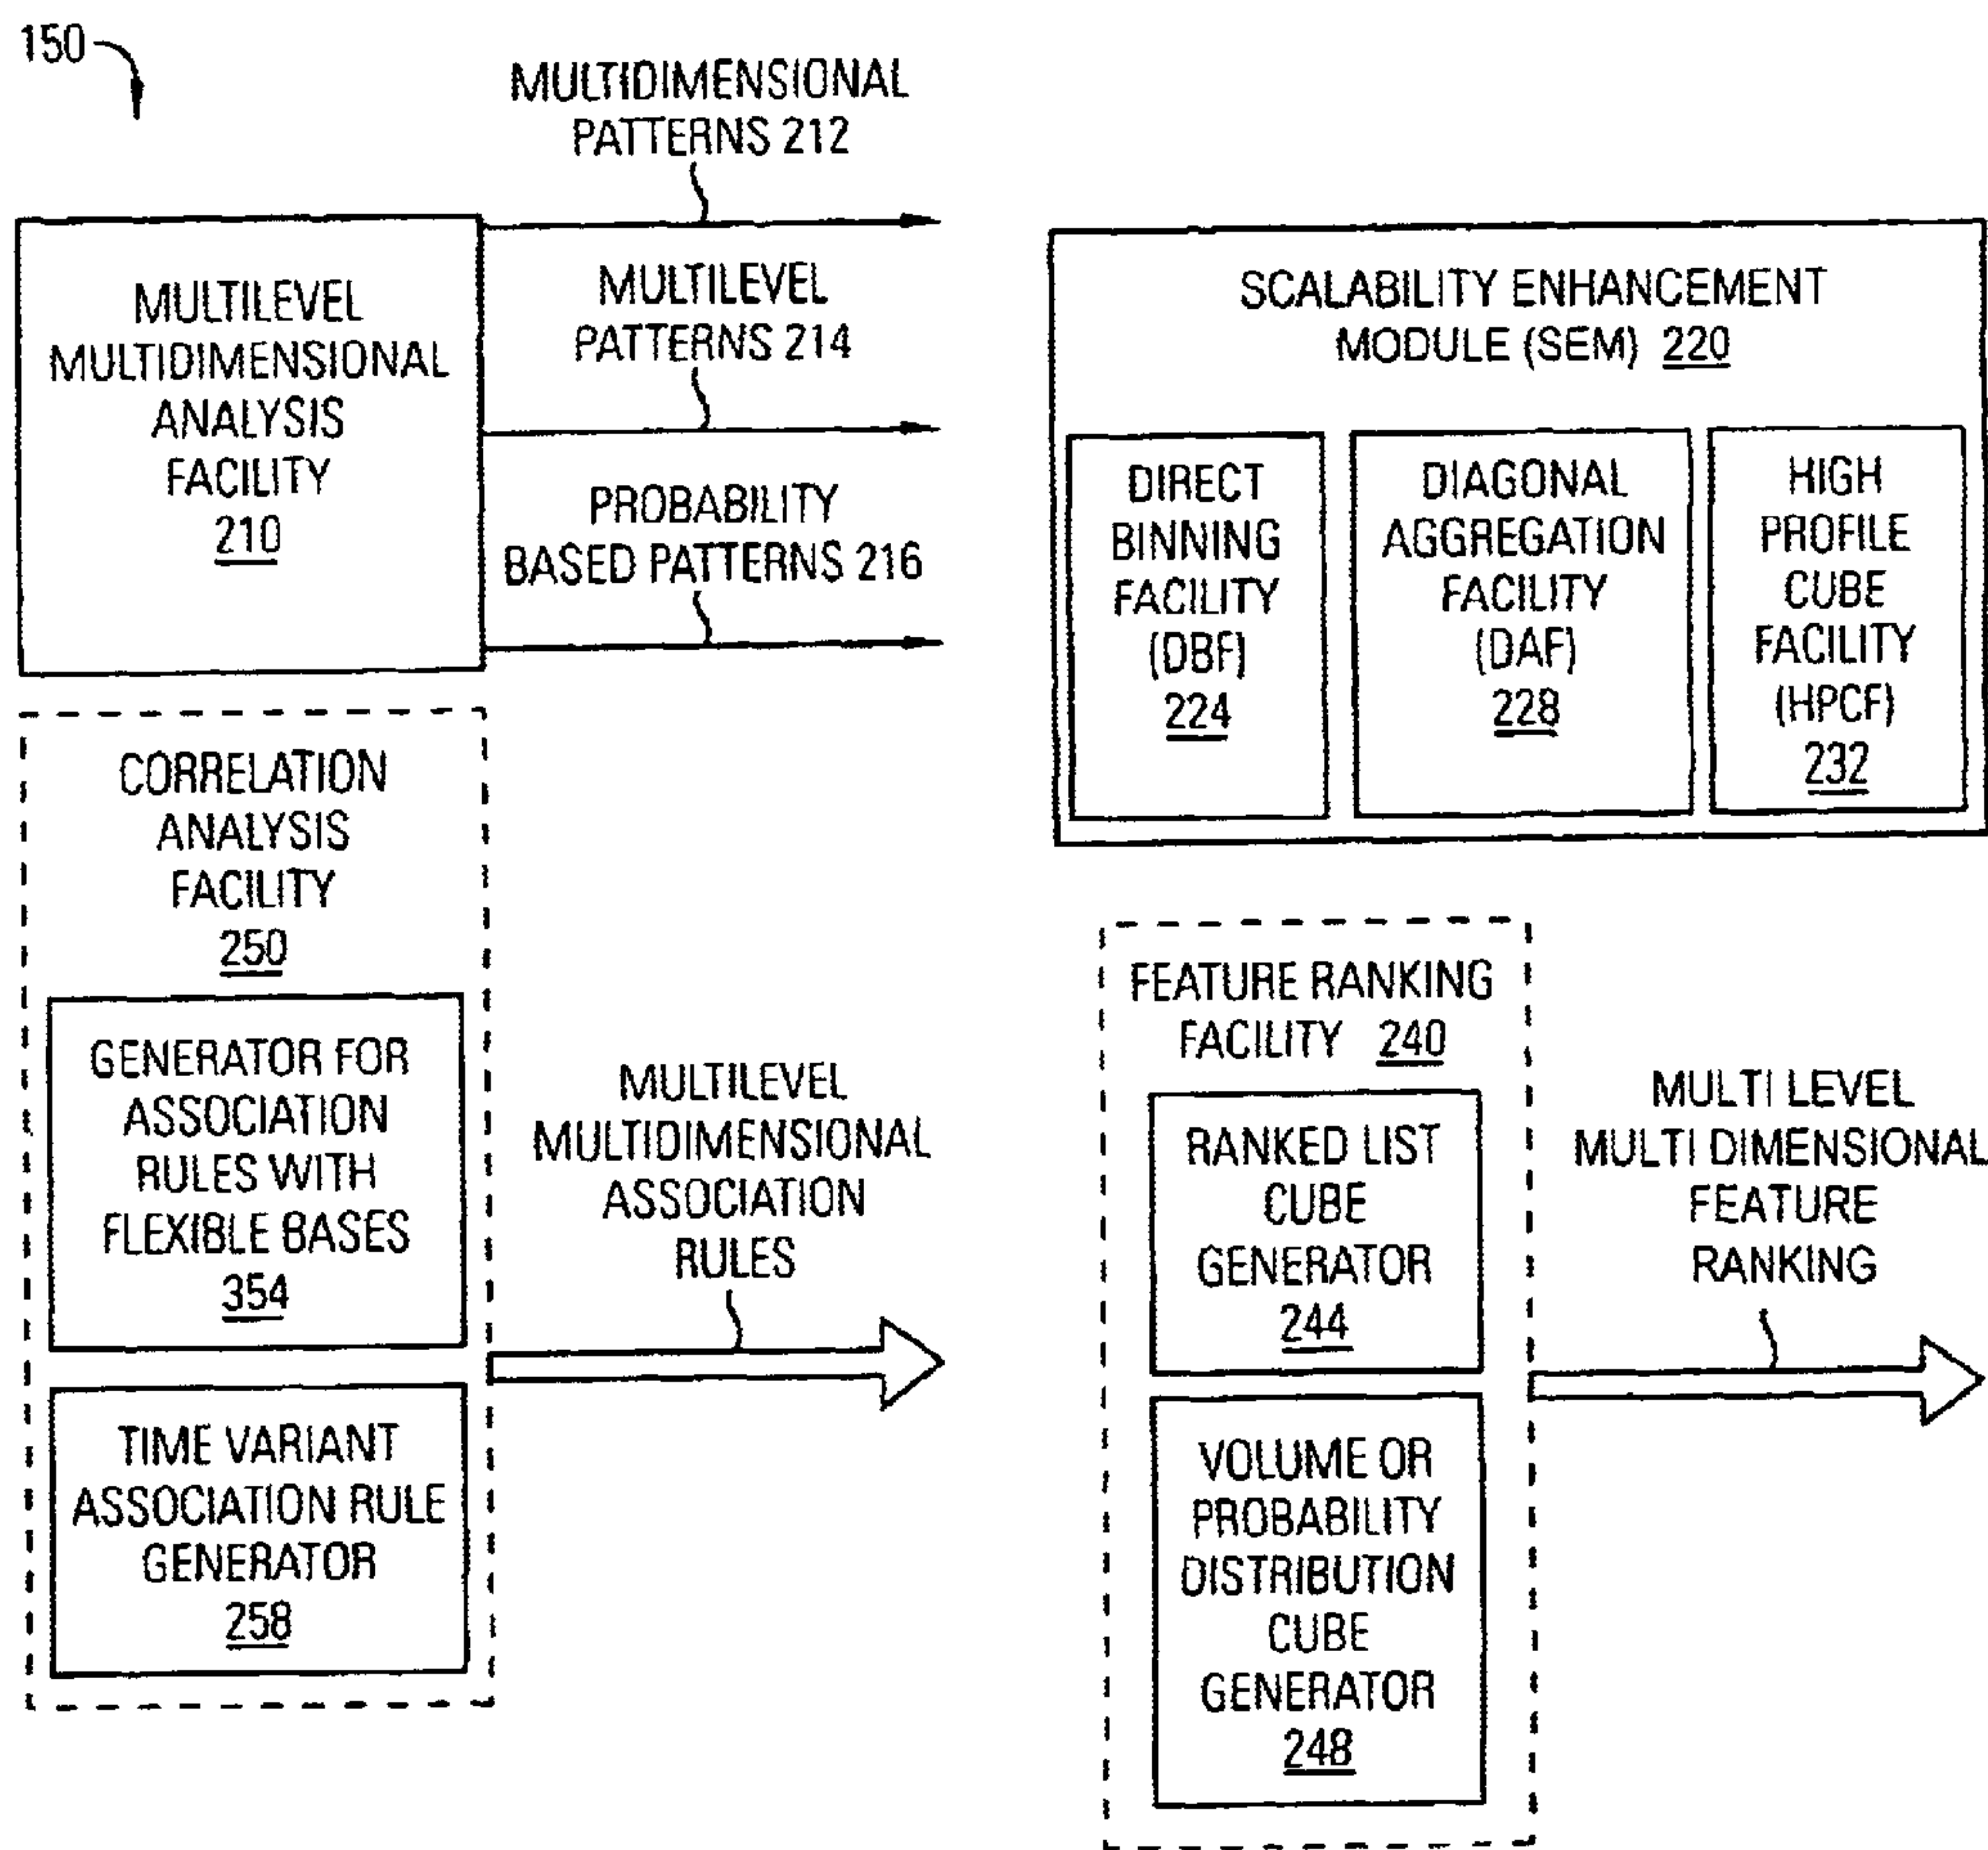 150
MULTIDIMENSIONAL
PATTERNS 212
MULTILEVEL
MULTIDIMENSIONAL
ANALYSIS
FACILITY
210
MULTILEVEL
PATTERNS 214
PROBABILITY
BASED PATTERNS 216
SCALABILITY ENHANCEMENT
MODULE (SEM) 220
DIRECT
BINNING
FACILITY
(DBF)
224
DIAGONAL
AGGREGATION
FACILITY
(DAF)
228
HIGH
PROFILE
CUBE
FACILITY
(HPCF)
232
CORRELATION
ANALYSIS
FACILITY
250
GENERATOR FOR
ASSOCIATION
RULES WITH
FLEXIBLE BASES
354
TIME VARIANT
ASSOCIATION RULE
GENERATOR
258
MULTILEVEL
MULTIDIMENSIONAL
ASSOCIATION
RULES
FEATURE RANKING
FACILITY 240
RANKED LIST
CUBE
GENERATOR
244
VOLUME OR
PROBABILITY
DISTRIBUTION
CUBE
GENERATOR
248
MULTI LEVEL
MULTI DIMENSIONAL
FEATURE
RANKING